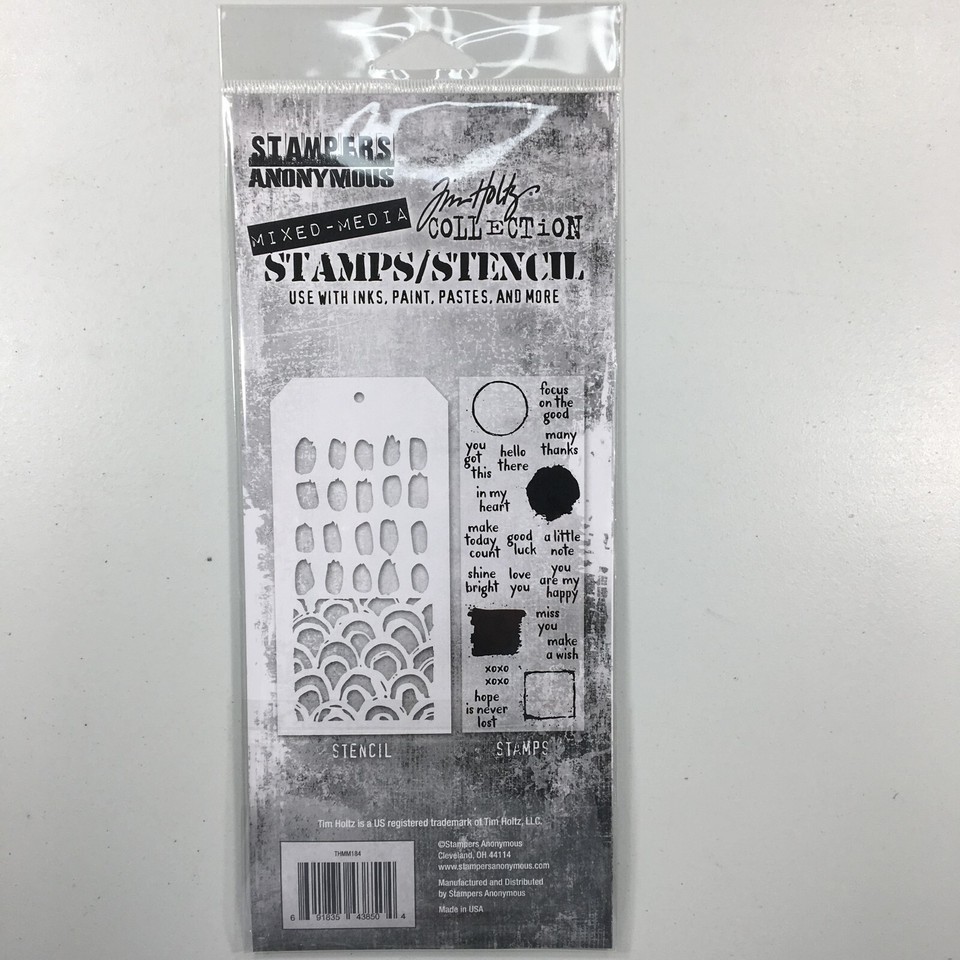 STAMPERS
ANONYMOUS
MIXED-MEDIA
Tim Holtz
COLLECTiON
STAMPS/STENCIL
USE WITH INKS, PAINT, PASTES, AND MORE
focus
on the
good
many
thanks
you
got
this
hello
there
in my
heart
make
today
count
good
luck
a little
note
shine
bright
love
you
you
are my
happy
miss
you
make
a wish
xoxo
xoxo
hope
is never
lost
STENCIL
STAMPS
Tim Holtz is a US registered trademark of Tim Holtz, LLC.
THMM184
6 91835 43850 4
©Stampers Anonymous
Cleveland, OH 44114
www.stampersanonymous.com
Manufactured and Distributed
by Stampers Anonymous
Made in USA